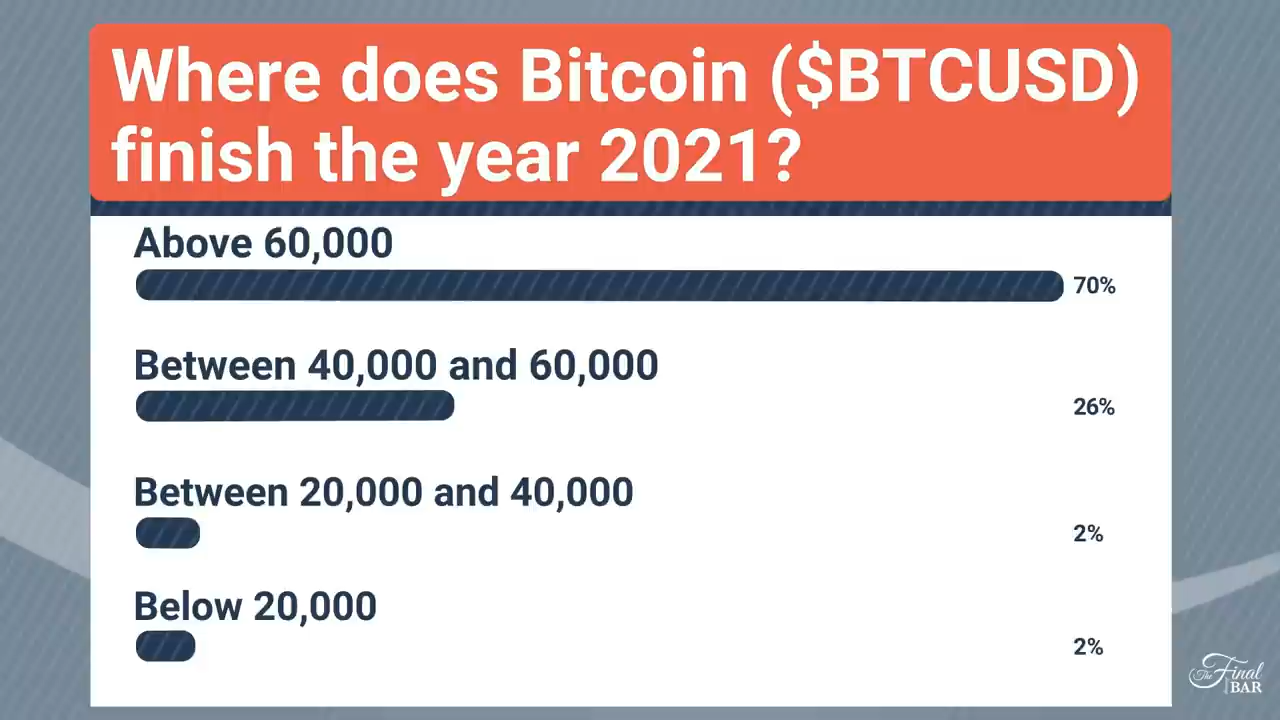 Where does Bitcoin ($BTCUSD)
finish the year 2021?
Above 60,000
70%
Between 40,000 and 60,000
26%
Between 20,000 and 40,000
2%
Below 20,000
2%
The Final
BAR